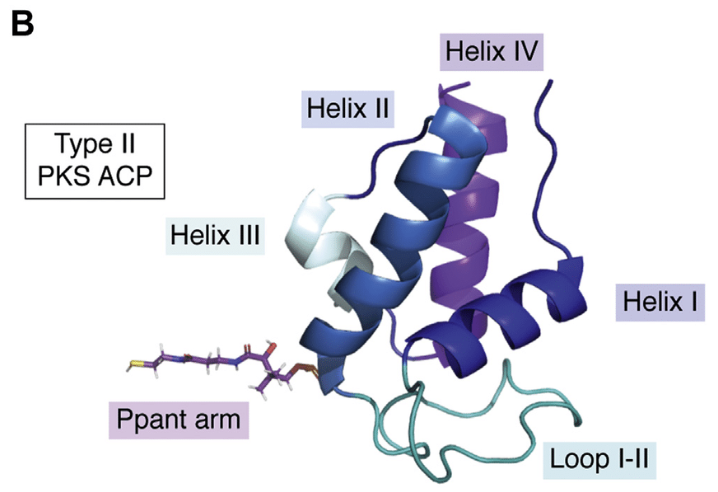 B
Helix IV
Helix II
Type II
PKS ACP
Helix III
Helix I
Ppant arm
Loop I-II